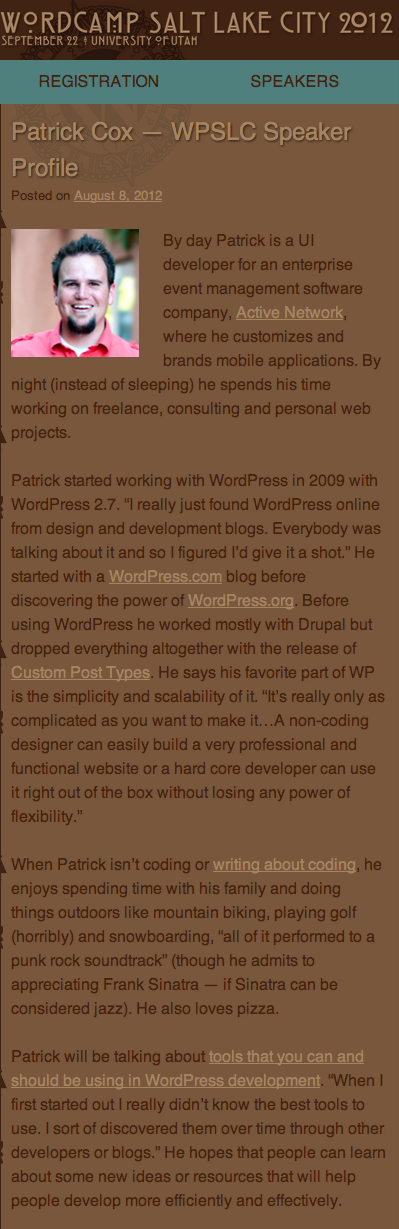 WORDCAMP SALT LAKE CITY 2012
SEPTEMBER 22 ‡ UNIVERSITY OF UTAH
REGISTRATION SPEAKERS
Patrick Cox — WPSLC Speaker
Profile
Posted on August 8, 2012
By day Patrick is a UI
developer for an enterprise
event management software
company, Active Network,
where he customizes and
brands mobile applications. By
night (instead of sleeping) he spends his time
working on freelance, consulting and personal web
projects.
Patrick started working with WordPress in 2009 with
WordPress 2.7. “I really just found WordPress online
from design and development blogs. Everybody was
talking about it and so I figured I’d give it a shot.” He
started with a WordPress.com blog before
discovering the power of WordPress.org. Before
using WordPress he worked mostly with Drupal but
dropped everything altogether with the release of
Custom Post Types. He says his favorite part of WP
is the simplicity and scalability of it. “It’s really only as
complicated as you want to make it…A non-coding
designer can easily build a very professional and
functional website or a hard core developer can use
it right out of the box without losing any power of
flexibility.”
When Patrick isn’t coding or writing about coding, he
enjoys spending time with his family and doing
things outdoors like mountain biking, playing golf
(horribly) and snowboarding, “all of it performed to a
punk rock soundtrack” (though he admits to
appreciating Frank Sinatra — if Sinatra can be
considered jazz). He also loves pizza.
Patrick will be talking about tools that you can and
should be using in WordPress development. “When I
first started out I really didn’t know the best tools to
use. I sort of discovered them over time through other
developers or blogs.” He hopes that people can learn
about some new ideas or resources that will help
people develop more efficiently and effectively.